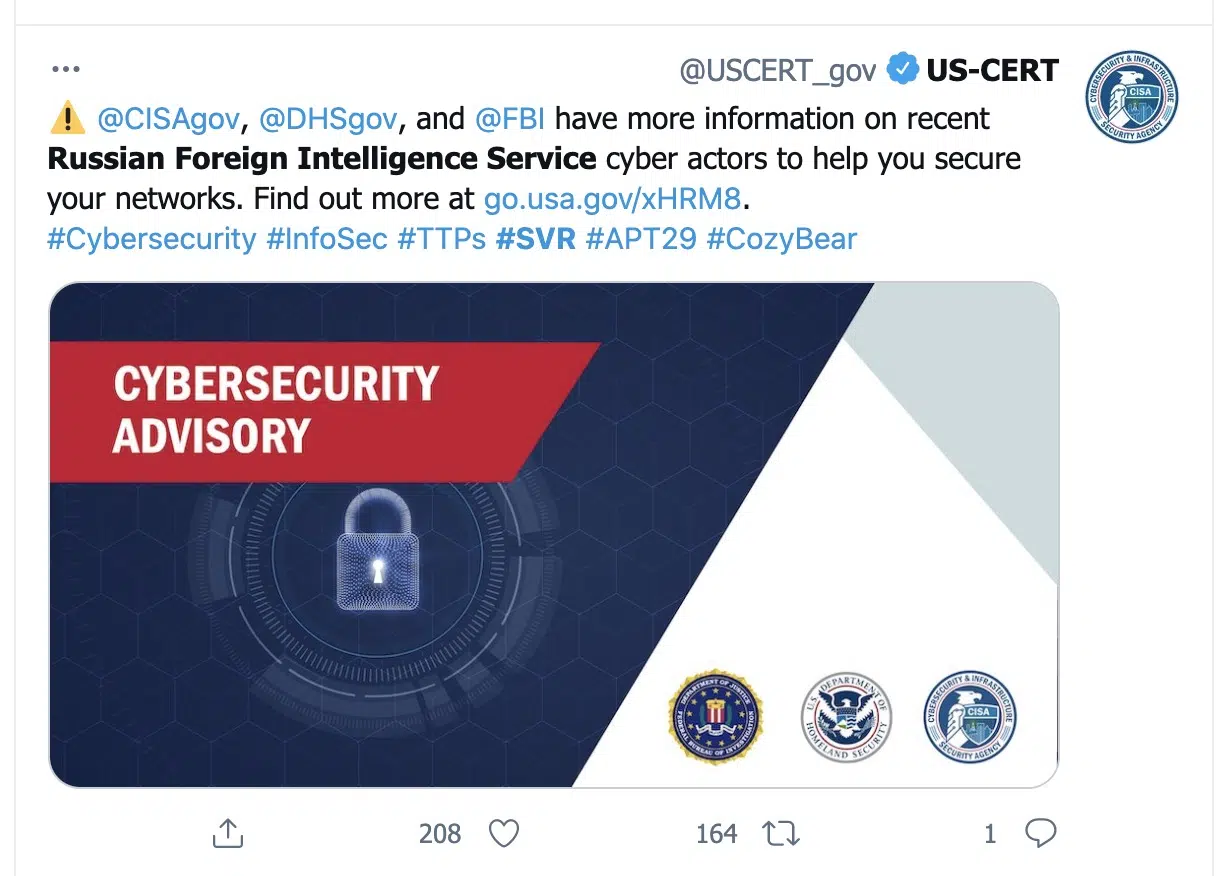 US-CERT @USCERT_gov
⚠️ @CISAgov, @DHSgov, and @FBI have more information on recent
Russian Foreign Intelligence Service cyber actors to help you secure
your networks. Find out more at go.usa.gov/xHRM8.
#Cybersecurity #InfoSec #TTPs #SVR #APT29 #CozyBear
CYBERSECURITY & INFRASTRUCTURE
CISA
SECURITY AGENCY
CYBERSECURITY
ADVISORY
DEPARTMENT OF JUSTICE
FEDERAL BUREAU OF INVESTIGATION
U.S. DEPARTMENT OF
HOMELAND SECURITY
CYBERSECURITY & INFRASTRUCTURE
CISA
SECURITY AGENCY
208
164
1